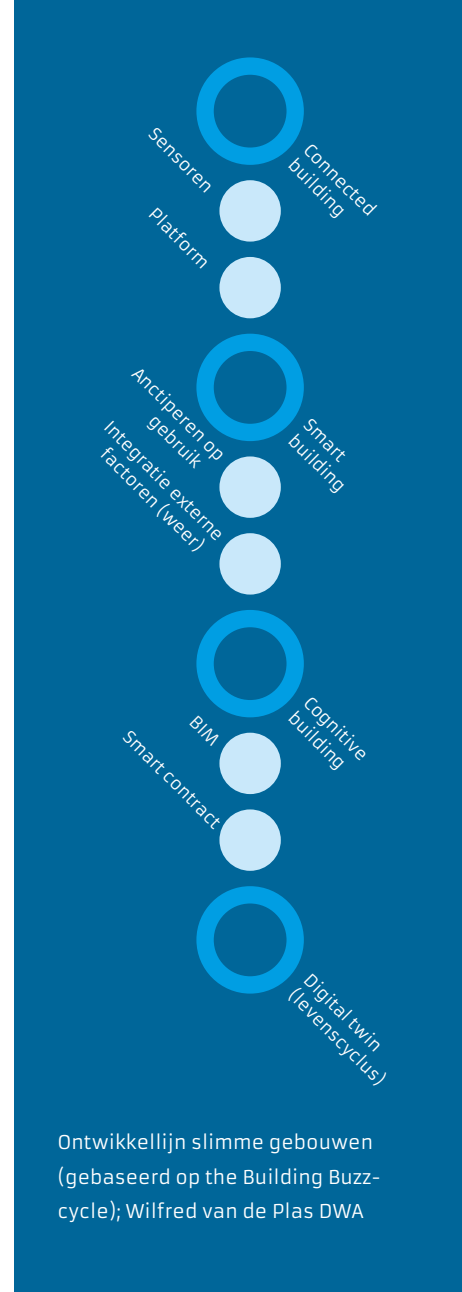 Connected
building
Sensoren
Platform
Smart
building
Anctiperen op
gebruik
Integratie externe
factoren (weer)
Cognitive
building
BIM
Smart contract
Digital twin
(levenscyclus)
Ontwikkellijn slimme gebouwen
(gebaseerd op the Building Buzz-
cycle); Wilfred van de Plas DWA